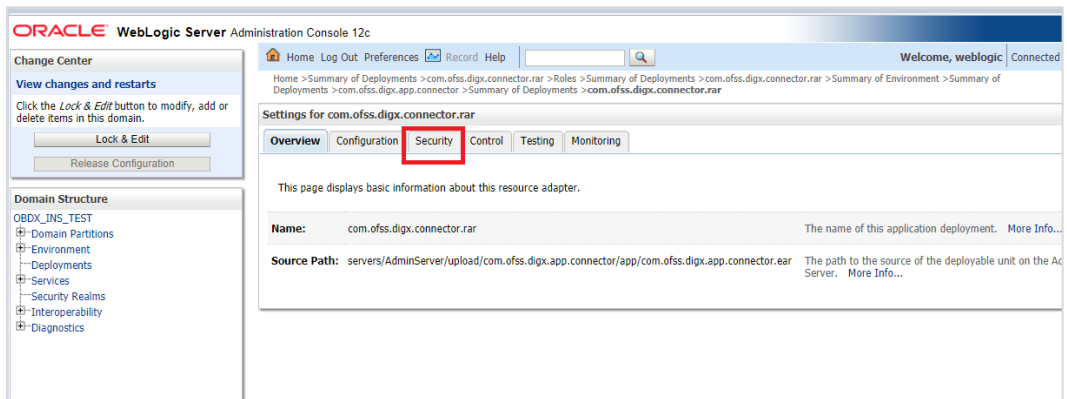 ORACLE WebLogic Server Administration Console 12c
Change Center
View changes and restarts
Click the Lock & Edit button to modify, add or
delete items in this domain.
Lock & Edit
Release Configuration
Domain Structure
OBDX_INS_TEST
Domain Partitions
Environment
Deployments
Services
Security Realms
Interoperability
Diagnostics
Home Log Out Preferences Record Help
Welcome, weblogic Connected
Home >Summary of Deployments >com.ofss.digx.connector.rar >Roles >Summary of Deployments >com.ofss.digx.connector.rar >Summary of Environment >Summary of
Deployments >com.ofss.digx.app.connector >Summary of Deployments >com.ofss.digx.connector.rar
Settings for com.ofss.digx.connector.rar
Overview Configuration Security Control Testing Monitoring
This page displays basic information about this resource adapter.
Name: com.ofss.digx.connector.rar The name of this application deployment. More Info...
Source Path: servers/AdminServer/upload/com.ofss.digx.app.connector/app/com.ofss.digx.app.connector.ear The path to the source of the deployable unit on the
Server. More Info...